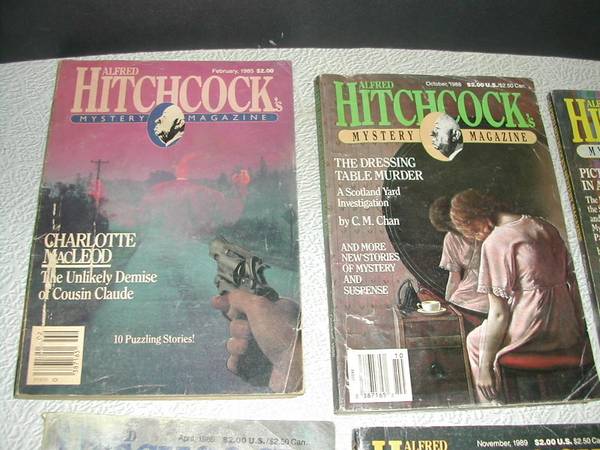 ALFRED
February, 1985 $2.00
HITCHCOCK's
MYSTERY MAGAZINE
CHARLOTTE
MacLEOD
The Unlikely Demise
of Cousin Claude
10 Puzzling Stories!
ALFRED
October, 1988 $2.00 U.S./$2.50 Can.
HITCHCOCK's
MYSTERY MAGAZINE
THE DRESSING
TABLE MURDER
A Scotland Yard
Investigation
by C. M. Chan
AND MORE
NEW STORIES
OF MYSTERY
AND
SUSPENSE
10
April, 1986 $2.00 U.S./$2.50 Can.
ALFRED
November, 1989 $2.00 U.S. $2.50 Ca